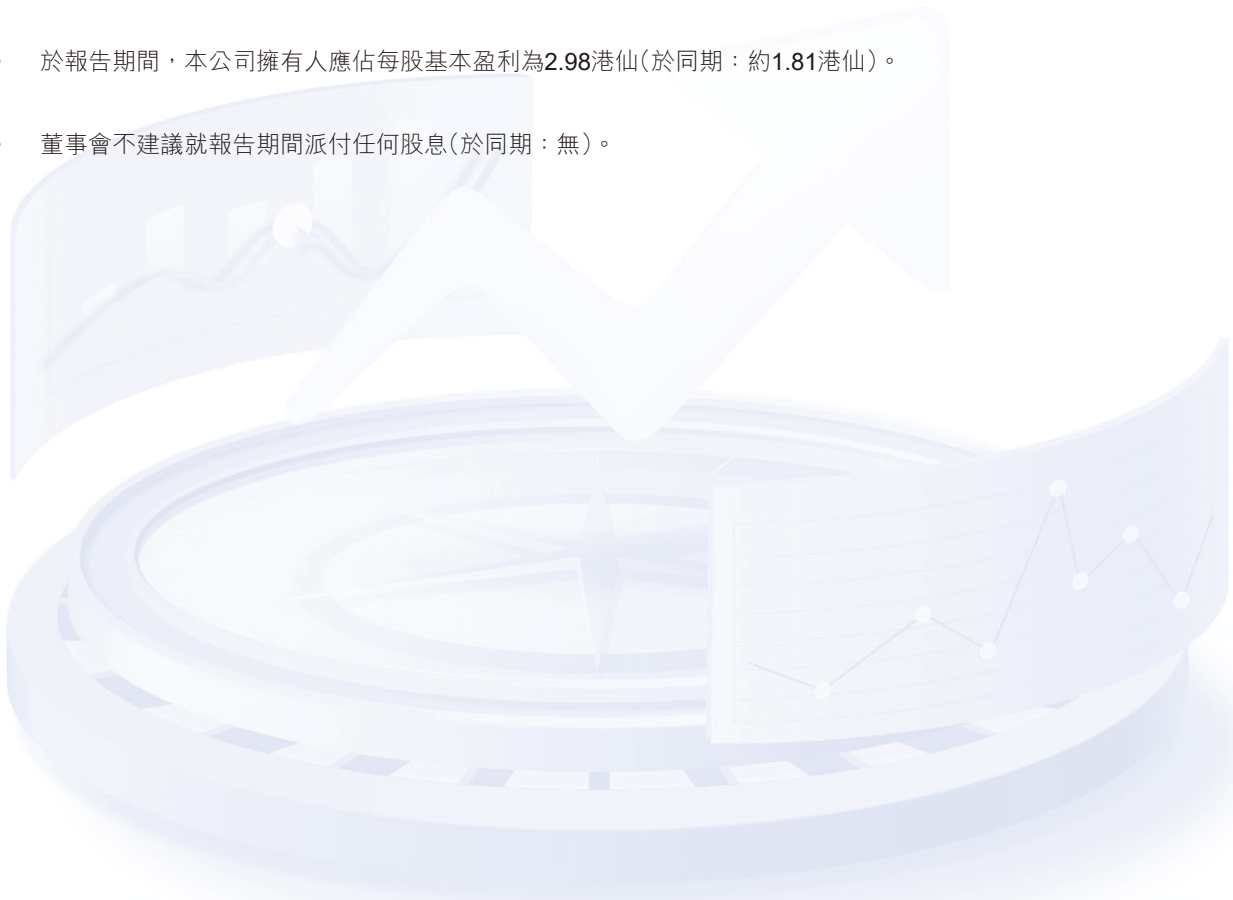 • 於報告期間,本公司擁有人應佔每股基本盈利為2.98港仙(於同期:約1.81港仙)。
• 董事會不建議就報告期間派付任何股息(於同期:無)。